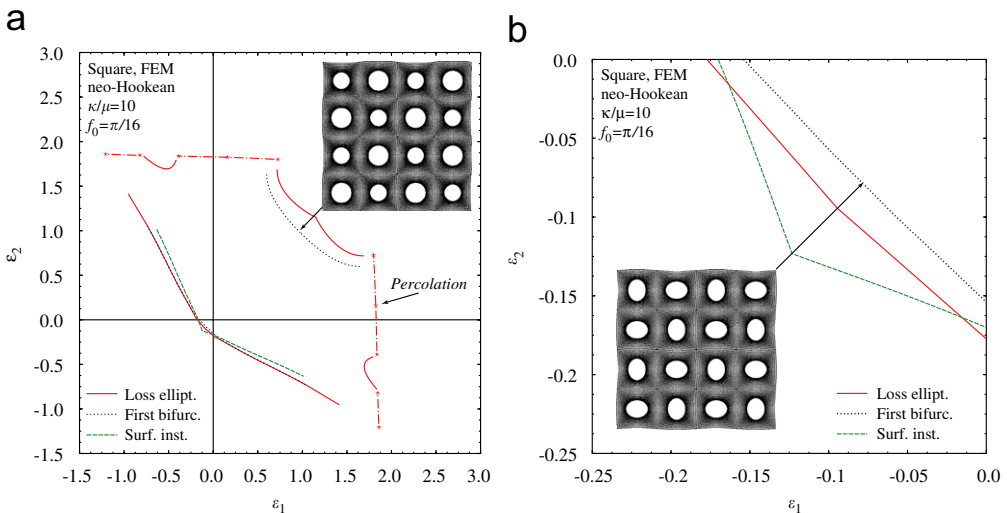 a
3.0
2.5
2.0
1.5
1.0
0.5
0.0
-0.5
-1.0
-1.5
ε2
Square, FEM
neo-Hookean
κ/μ=10
f0=π/16
Percolation
Loss ellipt.
First bifurc.
Surf. inst.
-1.5 -1.0 -0.5 0.0 0.5 1.0 1.5 2.0 2.5 3.0
ε1
b
-0.0
-0.05
-0.1
-0.15
-0.2
-0.25
ε2
Square, FEM
neo-Hookean
κ/μ=10
f0=π/16
Loss ellipt.
First bifurc.
Surf. inst.
-0.25 -0.20 -0.15 -0.10 -0.05 0.0
ε1